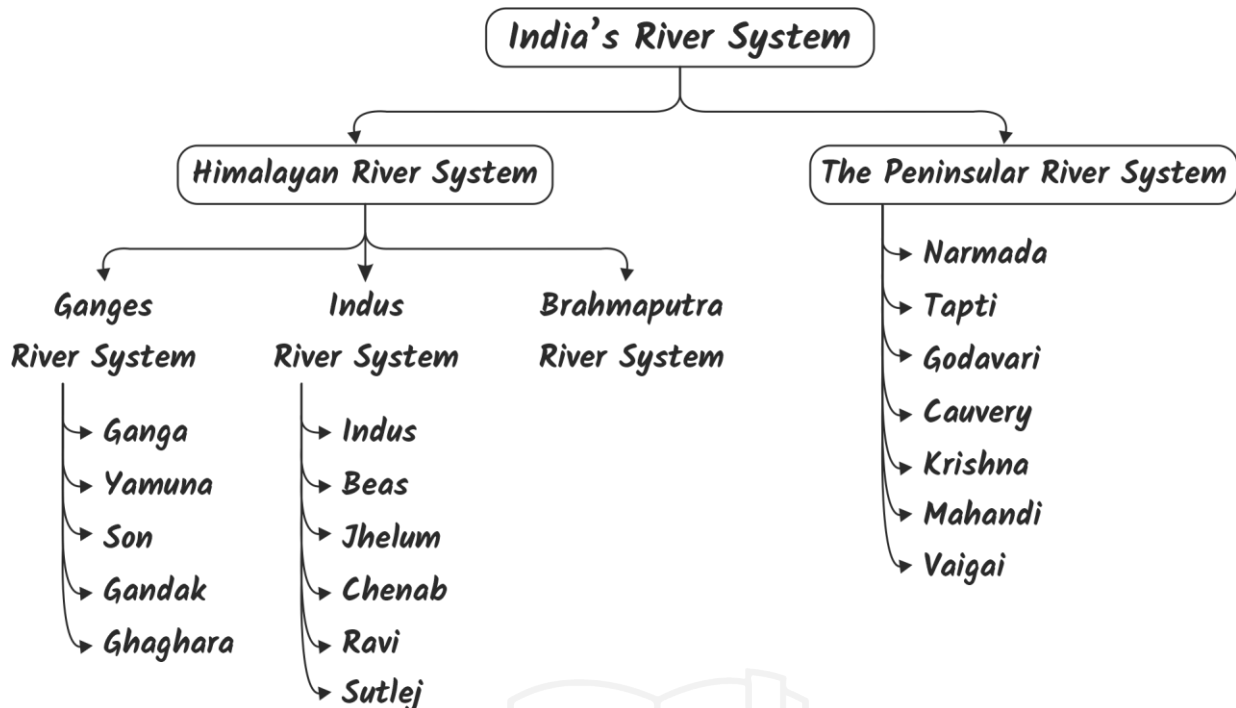 India's River System
Himalayan River System
The Peninsular River System
Ganges
River System
Indus
River System
Brahmaputra
River System
Ganga
Yamuna
Son
Gandak
Ghaghara
Indus
Beas
Jhelum
Chenab
Ravi
Sutlej
Narmada
Tapti
Godavari
Cauvery
Krishna
Mahandi
Vaigai